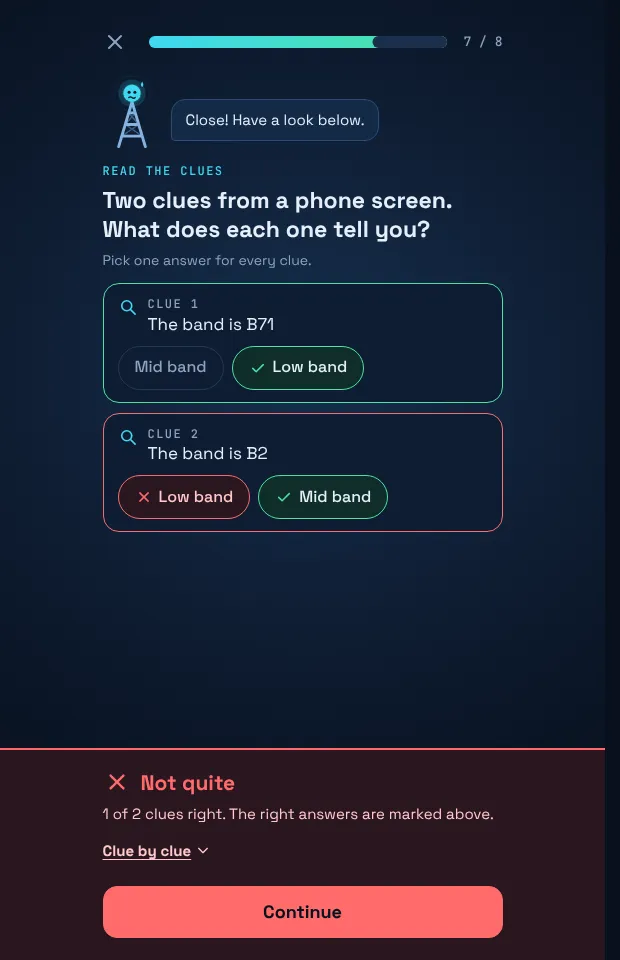 7 / 8
Close! Have a look below.
READ THE CLUES
Two clues from a phone screen.
What does each one tell you?
Pick one answer for every clue.
CLUE 1
The band is B71
Mid band
Low band
CLUE 2
The band is B2
Low band
Mid band
Not quite
1 of 2 clues right. The right answers are marked above.
Clue by clue
Continue